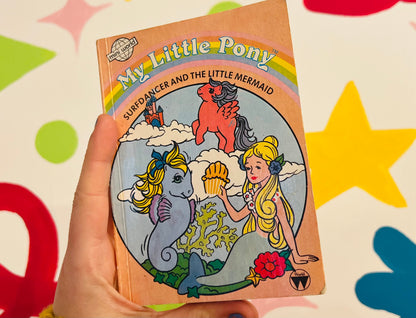 My Little Pony
SURFDANCER AND THE LITTLE MERMAID